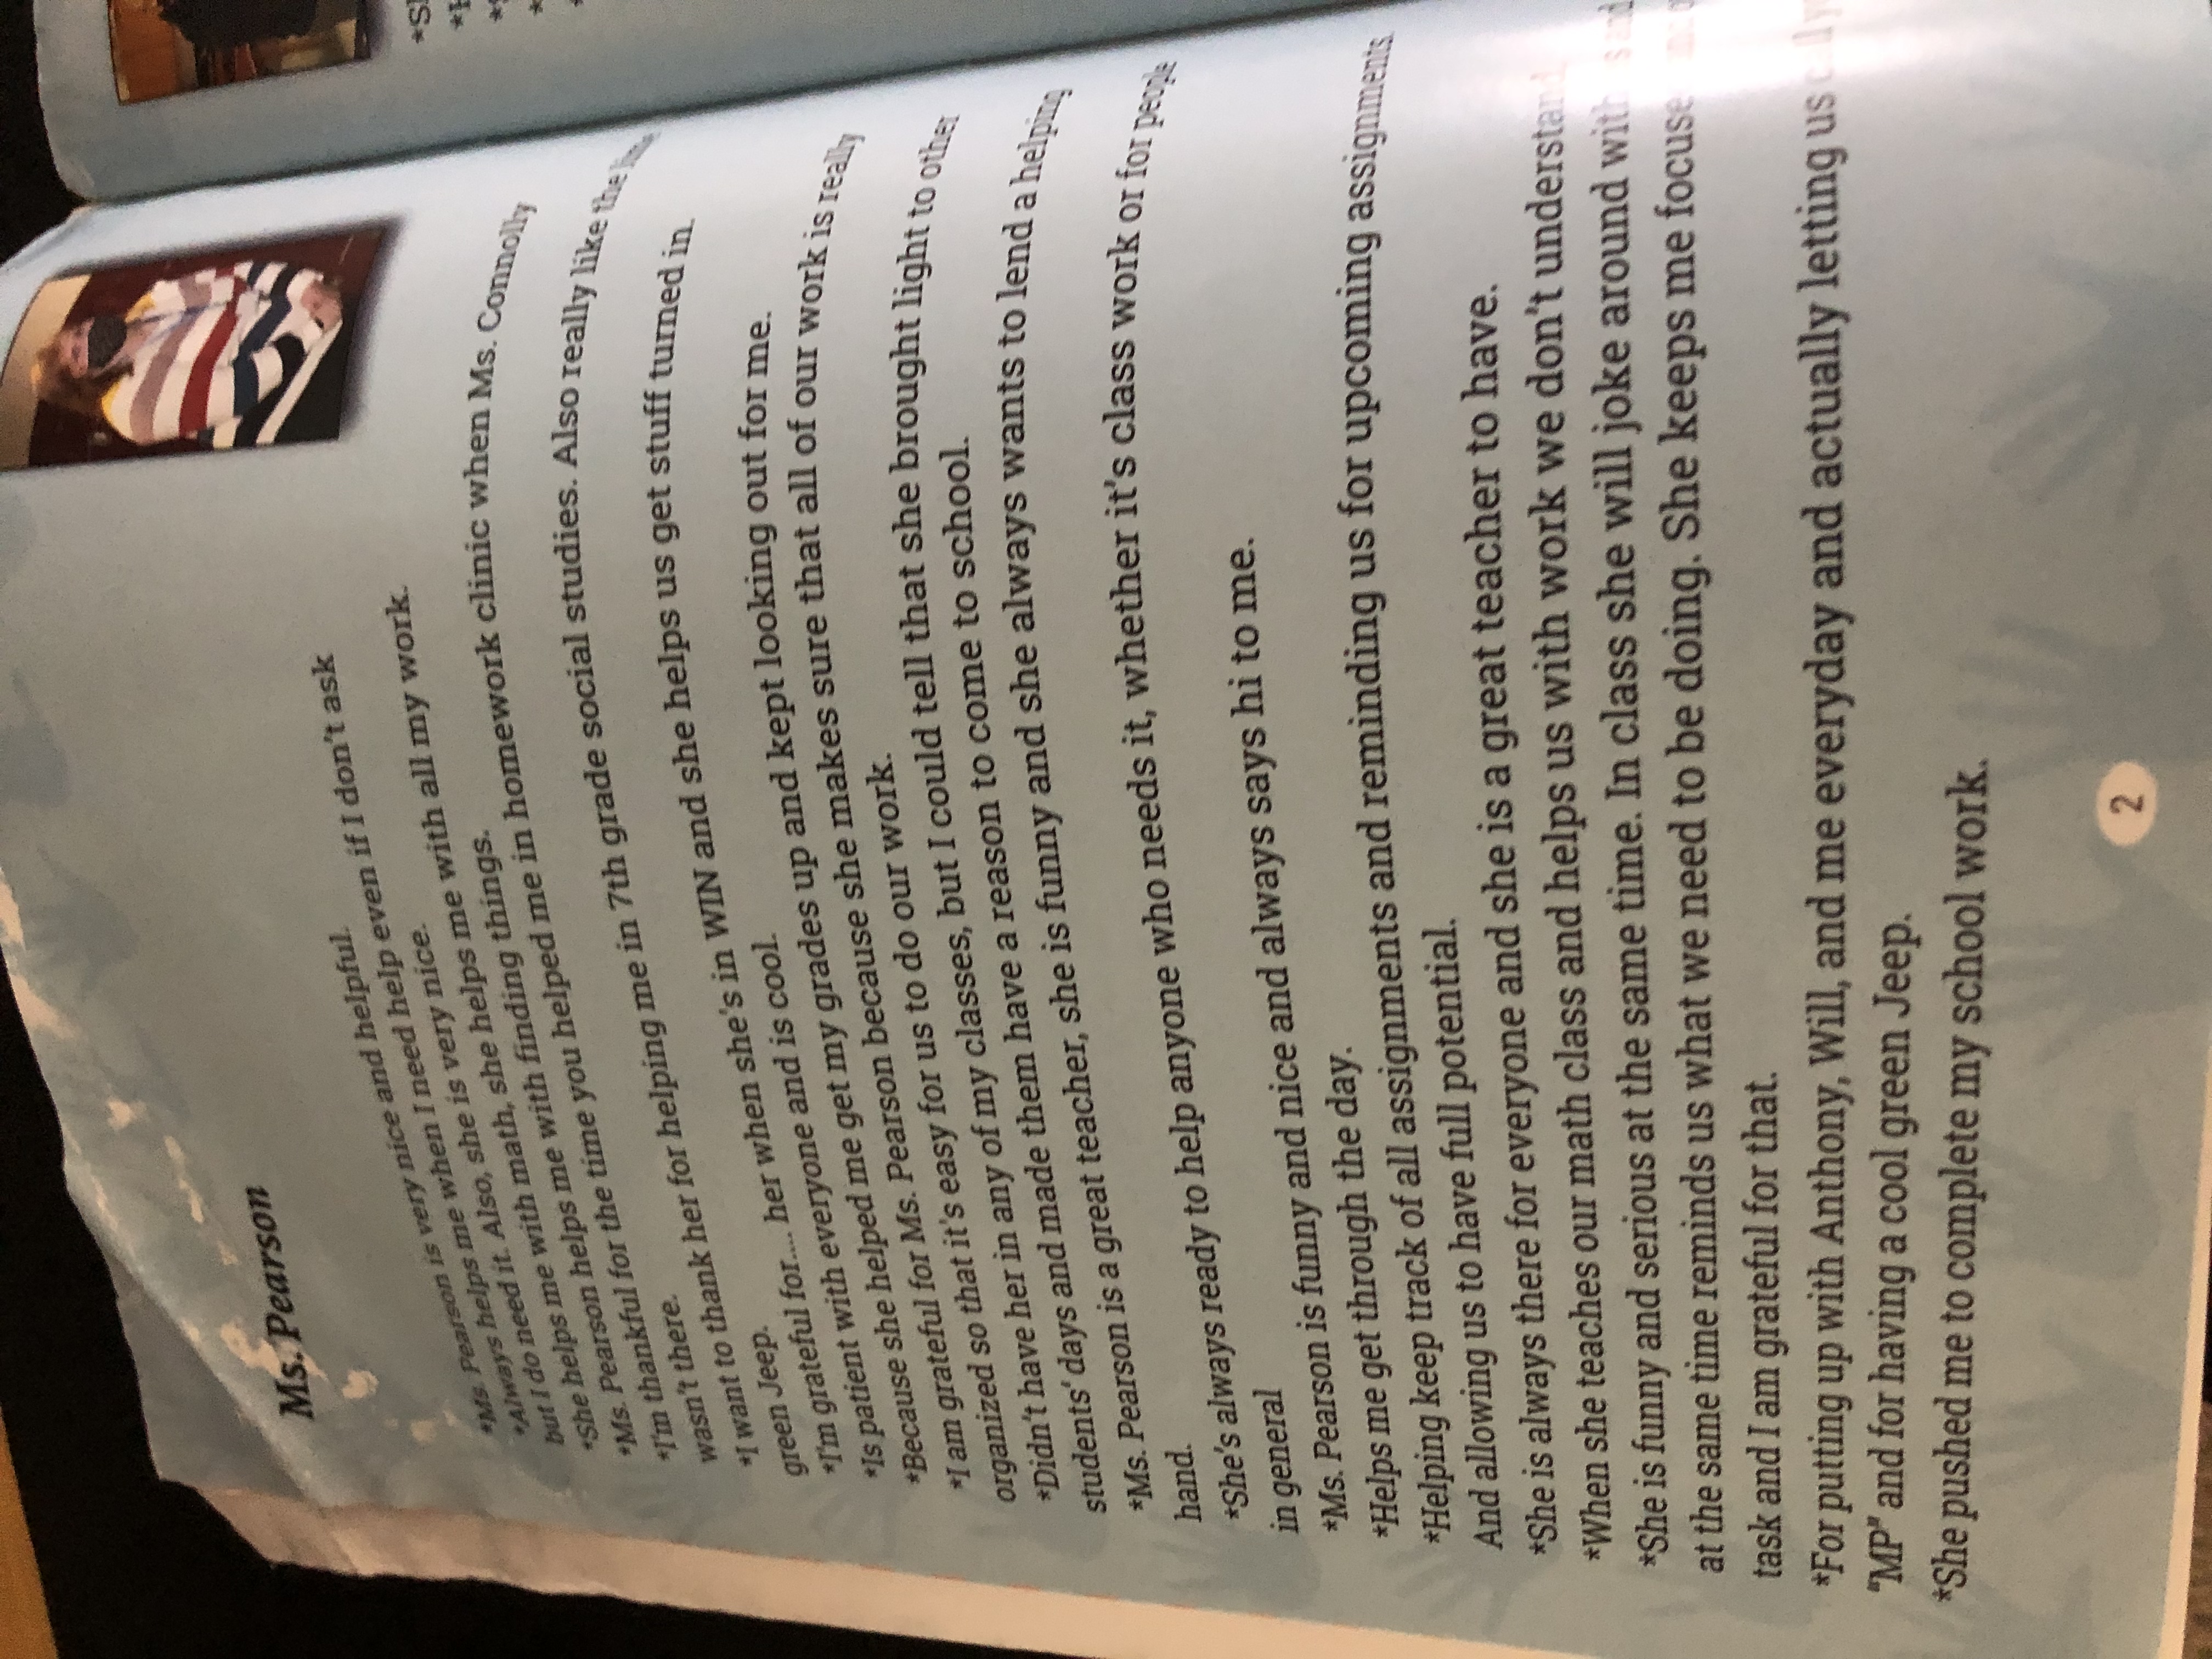 Ms. Pearson
*Ms. Pearson is very nice and helpful.
*Always helps me when I need help even if I don't ask
but I do need it. Also, she is very nice.
*She helps me with math, she helps me with all my work.
*Ms. Pearson helps me with finding things.
*I'm thankful for the time you helped me in homework clinic when Ms. Connolly
wasn't there.
*I want to thank her for helping me in 7th grade social studies. Also really like the
green Jeep.
*I'm grateful for.... her when she's in WIN and she helps us get stuff turned in.
*Is patient with everyone and is cool.
*Because she helped me get my grades up and kept looking out for me.
*I am grateful for Ms. Pearson because she makes sure that all of our work is really
organized so that it's easy for us to do our work.
*Didn't have her in any of my classes, but I could tell that she brought light to other
students' days and made them have a reason to come to school.
*Ms. Pearson is a great teacher, she is funny and she always wants to lend a helping
hand.
*She's always ready to help anyone who needs it, whether it's class work or for people
in general
*Ms. Pearson is funny and nice and always says hi to me.
*Helps me get through the day.
*Helping keep track of all assignments and reminding us for upcoming assignments.
And allowing us to have full potential.
*She is always there for everyone and she is a great teacher to have.
*When she teaches our math class and helps us with work we don't understand.
*She is funny and serious at the same time. In class she will joke around with
at the same time reminds us what we need to be doing. She keeps me
task and I am grateful for that.
*For putting up with Anthony, Will, and me everyday and actually letting us
"MP" and for having a cool green Jeep.
*She pushed me to complete my school work.
2